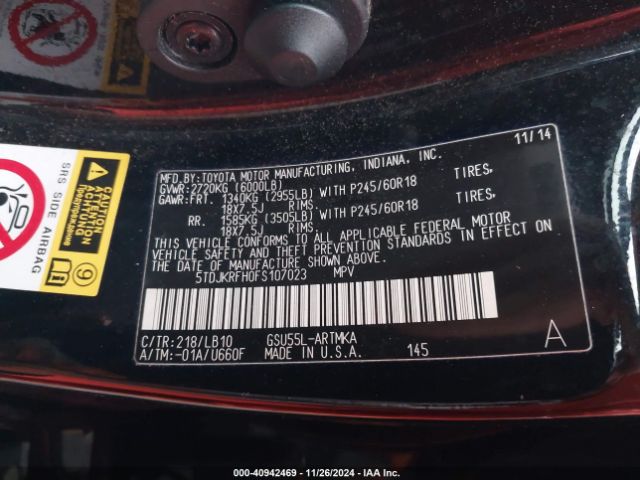 11/14
MFD. BY: TOYOTA MOTOR MANUFACTURING, INDIANA, INC.
GVWR: 2720KG (6000LB)
GAWR: FRT. 1340KG (2955LB) WITH P245/60R18 TIRES,
18X7.5J RIMS.
RR. 1585KG (3505LB) WITH P245/60R18 TIRES,
18X7.5J RIMS.
THIS VEHICLE CONFORMS TO ALL APPLICABLE FEDERAL MOTOR
VEHICLE SAFETY AND THEFT PREVENTION STANDARDS IN EFFECT ON
THE DATE OF MANUFACTURE SHOWN ABOVE.
5TDJKRFH0FS107023 MPV
C/TR: 218/LB10 GSU55L-ARTMKA
A/TM: -01A/U660F MADE IN U.S.A. 145
A
SRS SIDE AIRBAG
ATTENTION
ACHTUNG
9
000-40942469 - 11/26/2024 - IAA Inc.